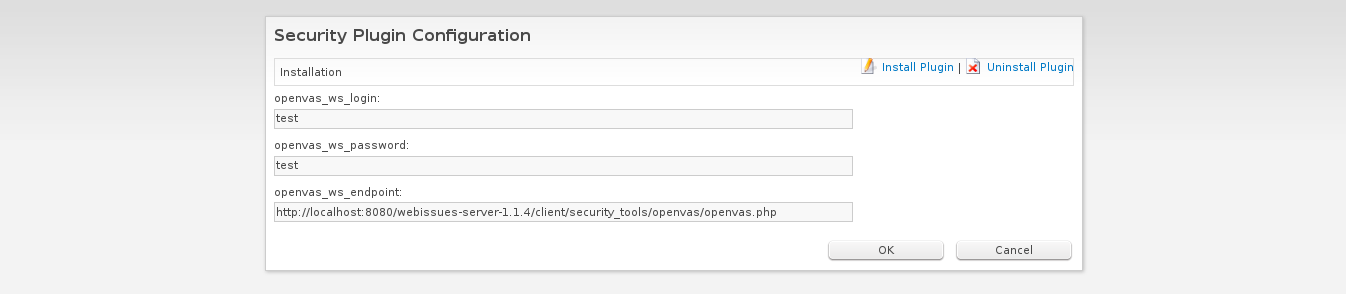 Security Plugin Configuration
Installation
Install Plugin | Uninstall Plugin
openvas_ws_login:
test
openvas_ws_password:
test
openvas_ws_endpoint:
http://localhost:8080/webissues-server-1.1.4/client/security_tools/openvas/openvas.php
OK Cancel